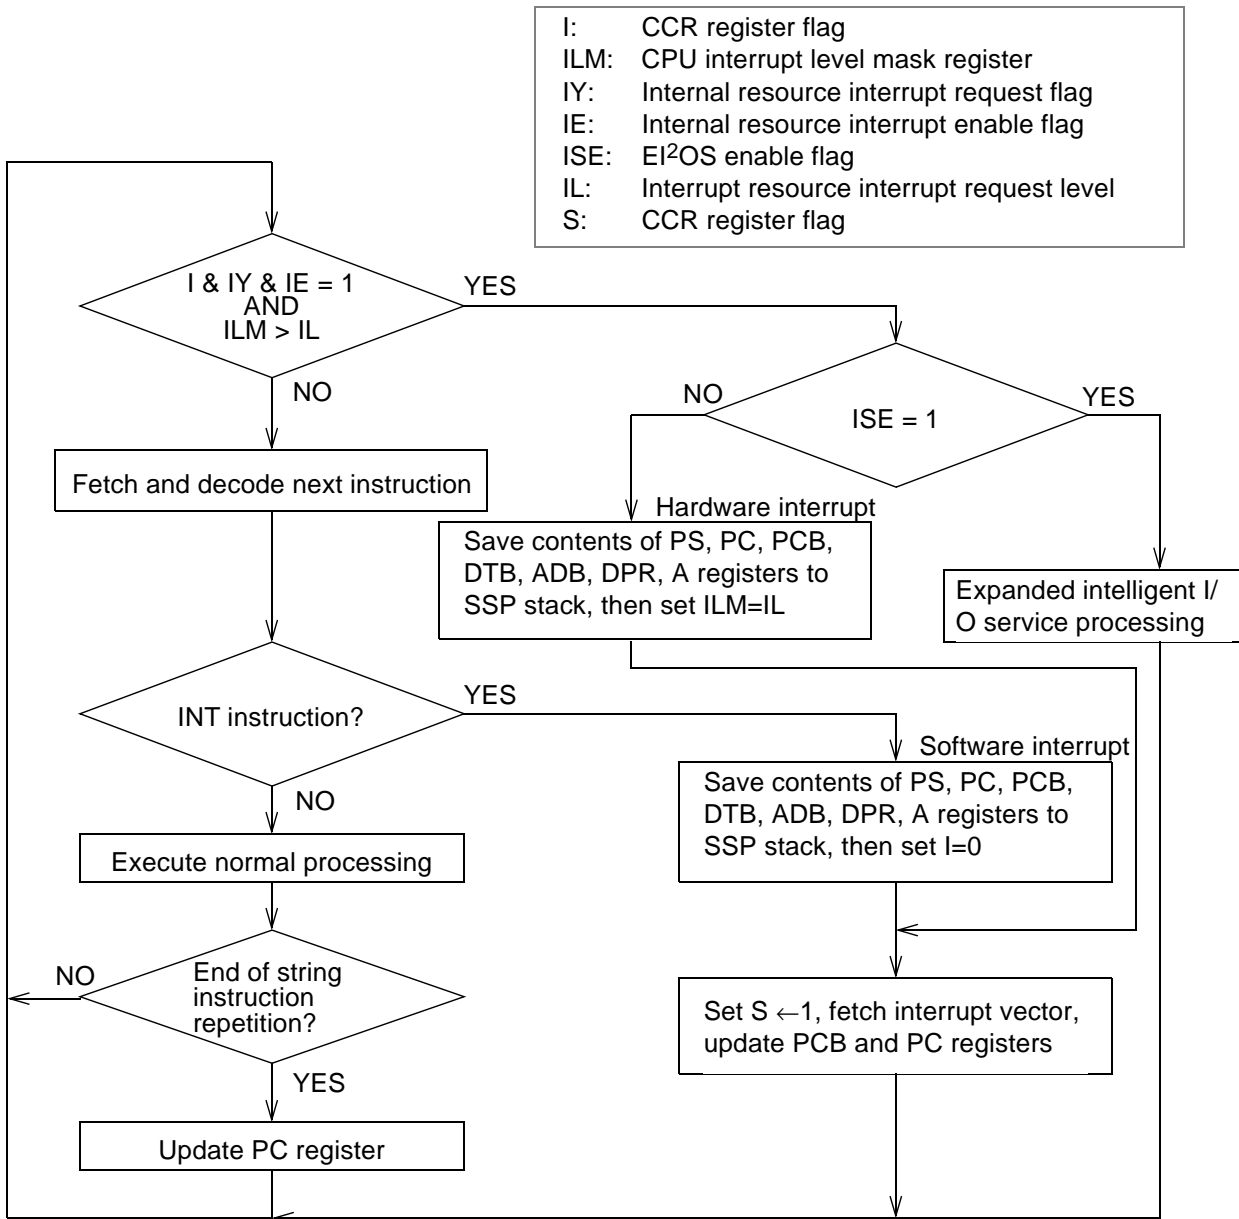 I: CCR register flag
ILM: CPU interrupt level mask register
IY: Internal resource interrupt request flag
IE: Internal resource interrupt enable flag
ISE: EI²OS enable flag
IL: Interrupt resource interrupt request level
S: CCR register flag
I & IY & IE = 1
AND
ILM > IL
YES
NO
ISE = 1
NO
YES
Fetch and decode next instruction
Hardware interrupt
Save contents of PS, PC, PCB,
DTB, ADB, DPR, A registers to
SSP stack, then set ILM=IL
Expanded intelligent I/
O service processing
INT instruction?
YES
NO
Software interrupt
Save contents of PS, PC, PCB,
DTB, ADB, DPR, A registers to
SSP stack, then set I=0
Execute normal processing
End of string
instruction
repetition?
NO
YES
Set S ←1, fetch interrupt vector,
update PCB and PC registers
Update PC register